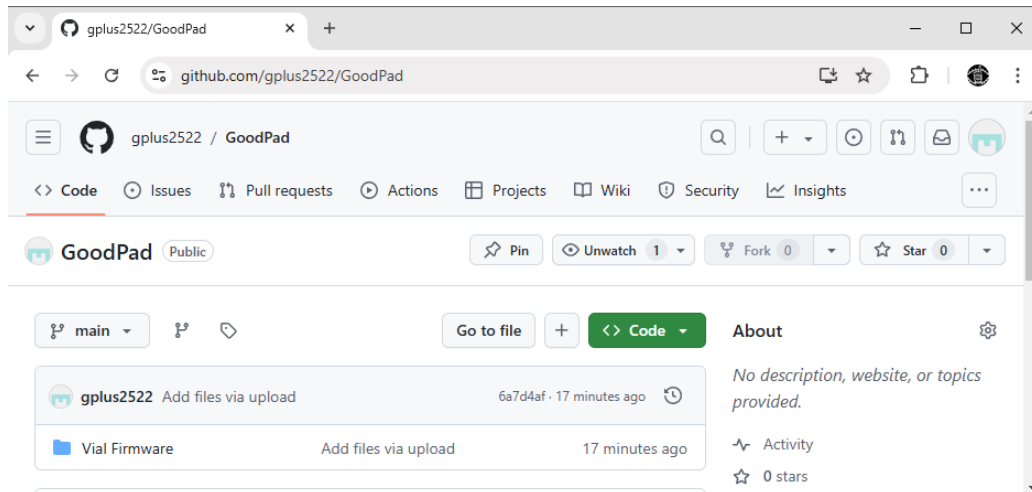 gplus2522/GoodPad
github.com/gplus2522/GoodPad
gplus2522 / GoodPad
Code Issues Pull requests Actions Projects Wiki Security Insights
GoodPad Public Pin Unwatch 1 Fork 0 Star 0
main Go to file Code About
No description, website, or topics
provided.
gplus2522 Add files via upload 6a7d4af · 17 minutes ago
Vial Firmware Add files via upload 17 minutes ago
Activity
0 stars